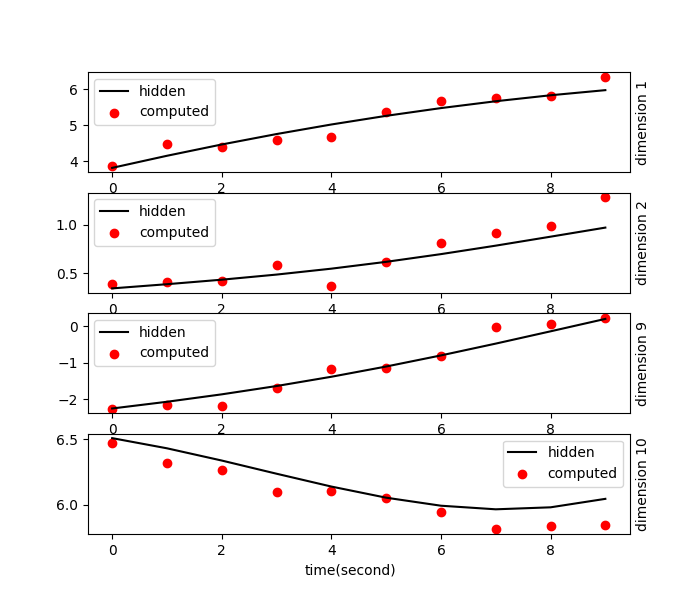 hidden
computed
6
5
4
0 2 4 6 8
dimension 1
hidden
computed
1.0
0.5
0 2 4 6 8
dimension 2
hidden
computed
0
−1
−2
0 2 4 6 8
dimension 9
hidden
computed
6.5
6.0
0 2 4 6 8
dimension 10
time(second)